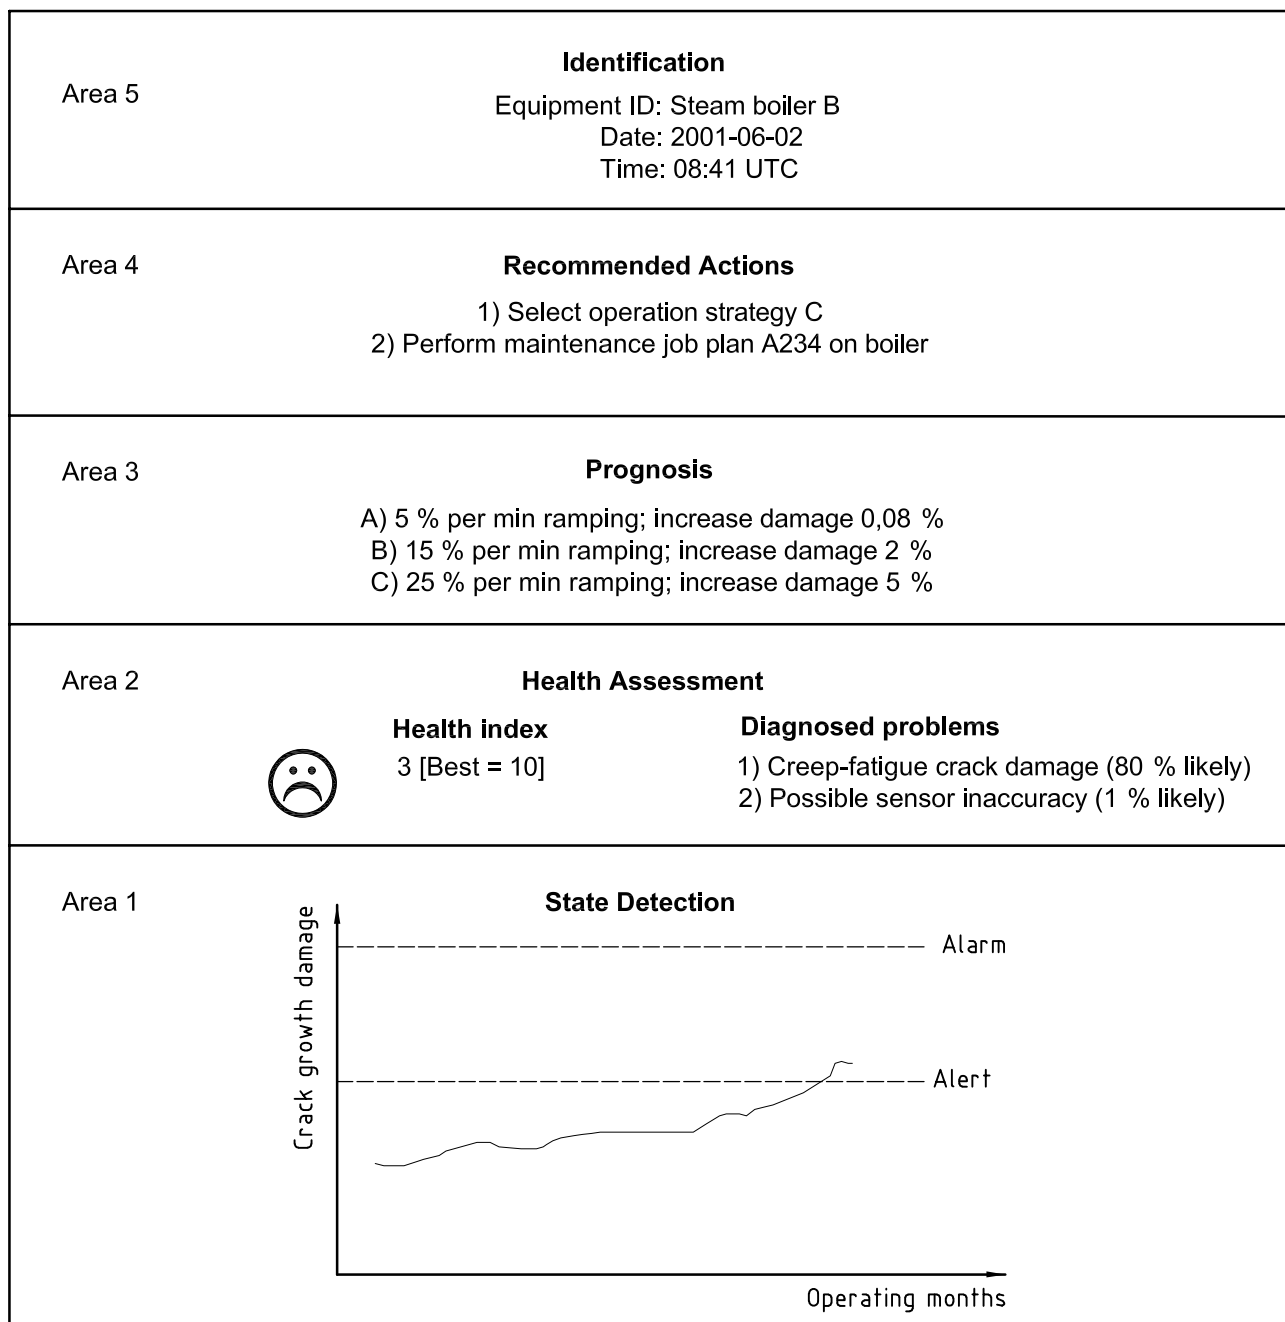 Area 5
Identification
Equipment ID: Steam boiler B
Date: 2001-06-02
Time: 08:41 UTC
Area 4
Recommended Actions
1) Select operation strategy C
2) Perform maintenance job plan A234 on boiler
Area 3
Prognosis
A) 5 % per min ramping; increase damage 0,08 %
B) 15 % per min ramping; increase damage 2 %
C) 25 % per min ramping; increase damage 5 %
Area 2
Health Assessment
Health index
3 [Best = 10]
Diagnosed problems
1) Creep-fatigue crack damage (80 % likely)
2) Possible sensor inaccuracy (1 % likely)
Area 1
State Detection
Crack growth damage
Alarm
Alert
Operating months